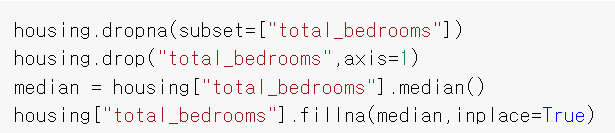 housing.dropna(subset=["total_bedrooms"])
housing.drop("total_bedrooms",axis=1)
median = housing["total_bedrooms"].median()
housing["total_bedrooms"].fillna(median,inplace=True)